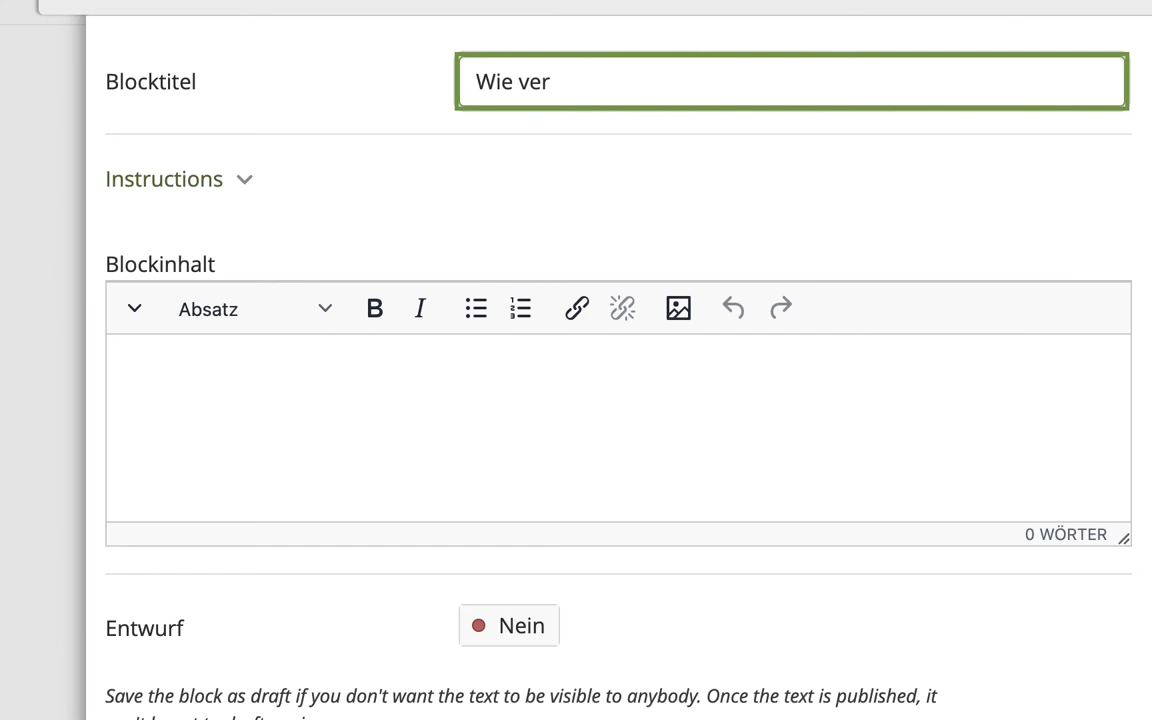 Blocktitel
Wie ver
Instructions
Blockinhalt
Absatz B I
0 WÖRTER
Entwurf
Nein
Save the block as draft if you don't want the text to be visible to anybody. Once the text is published, it